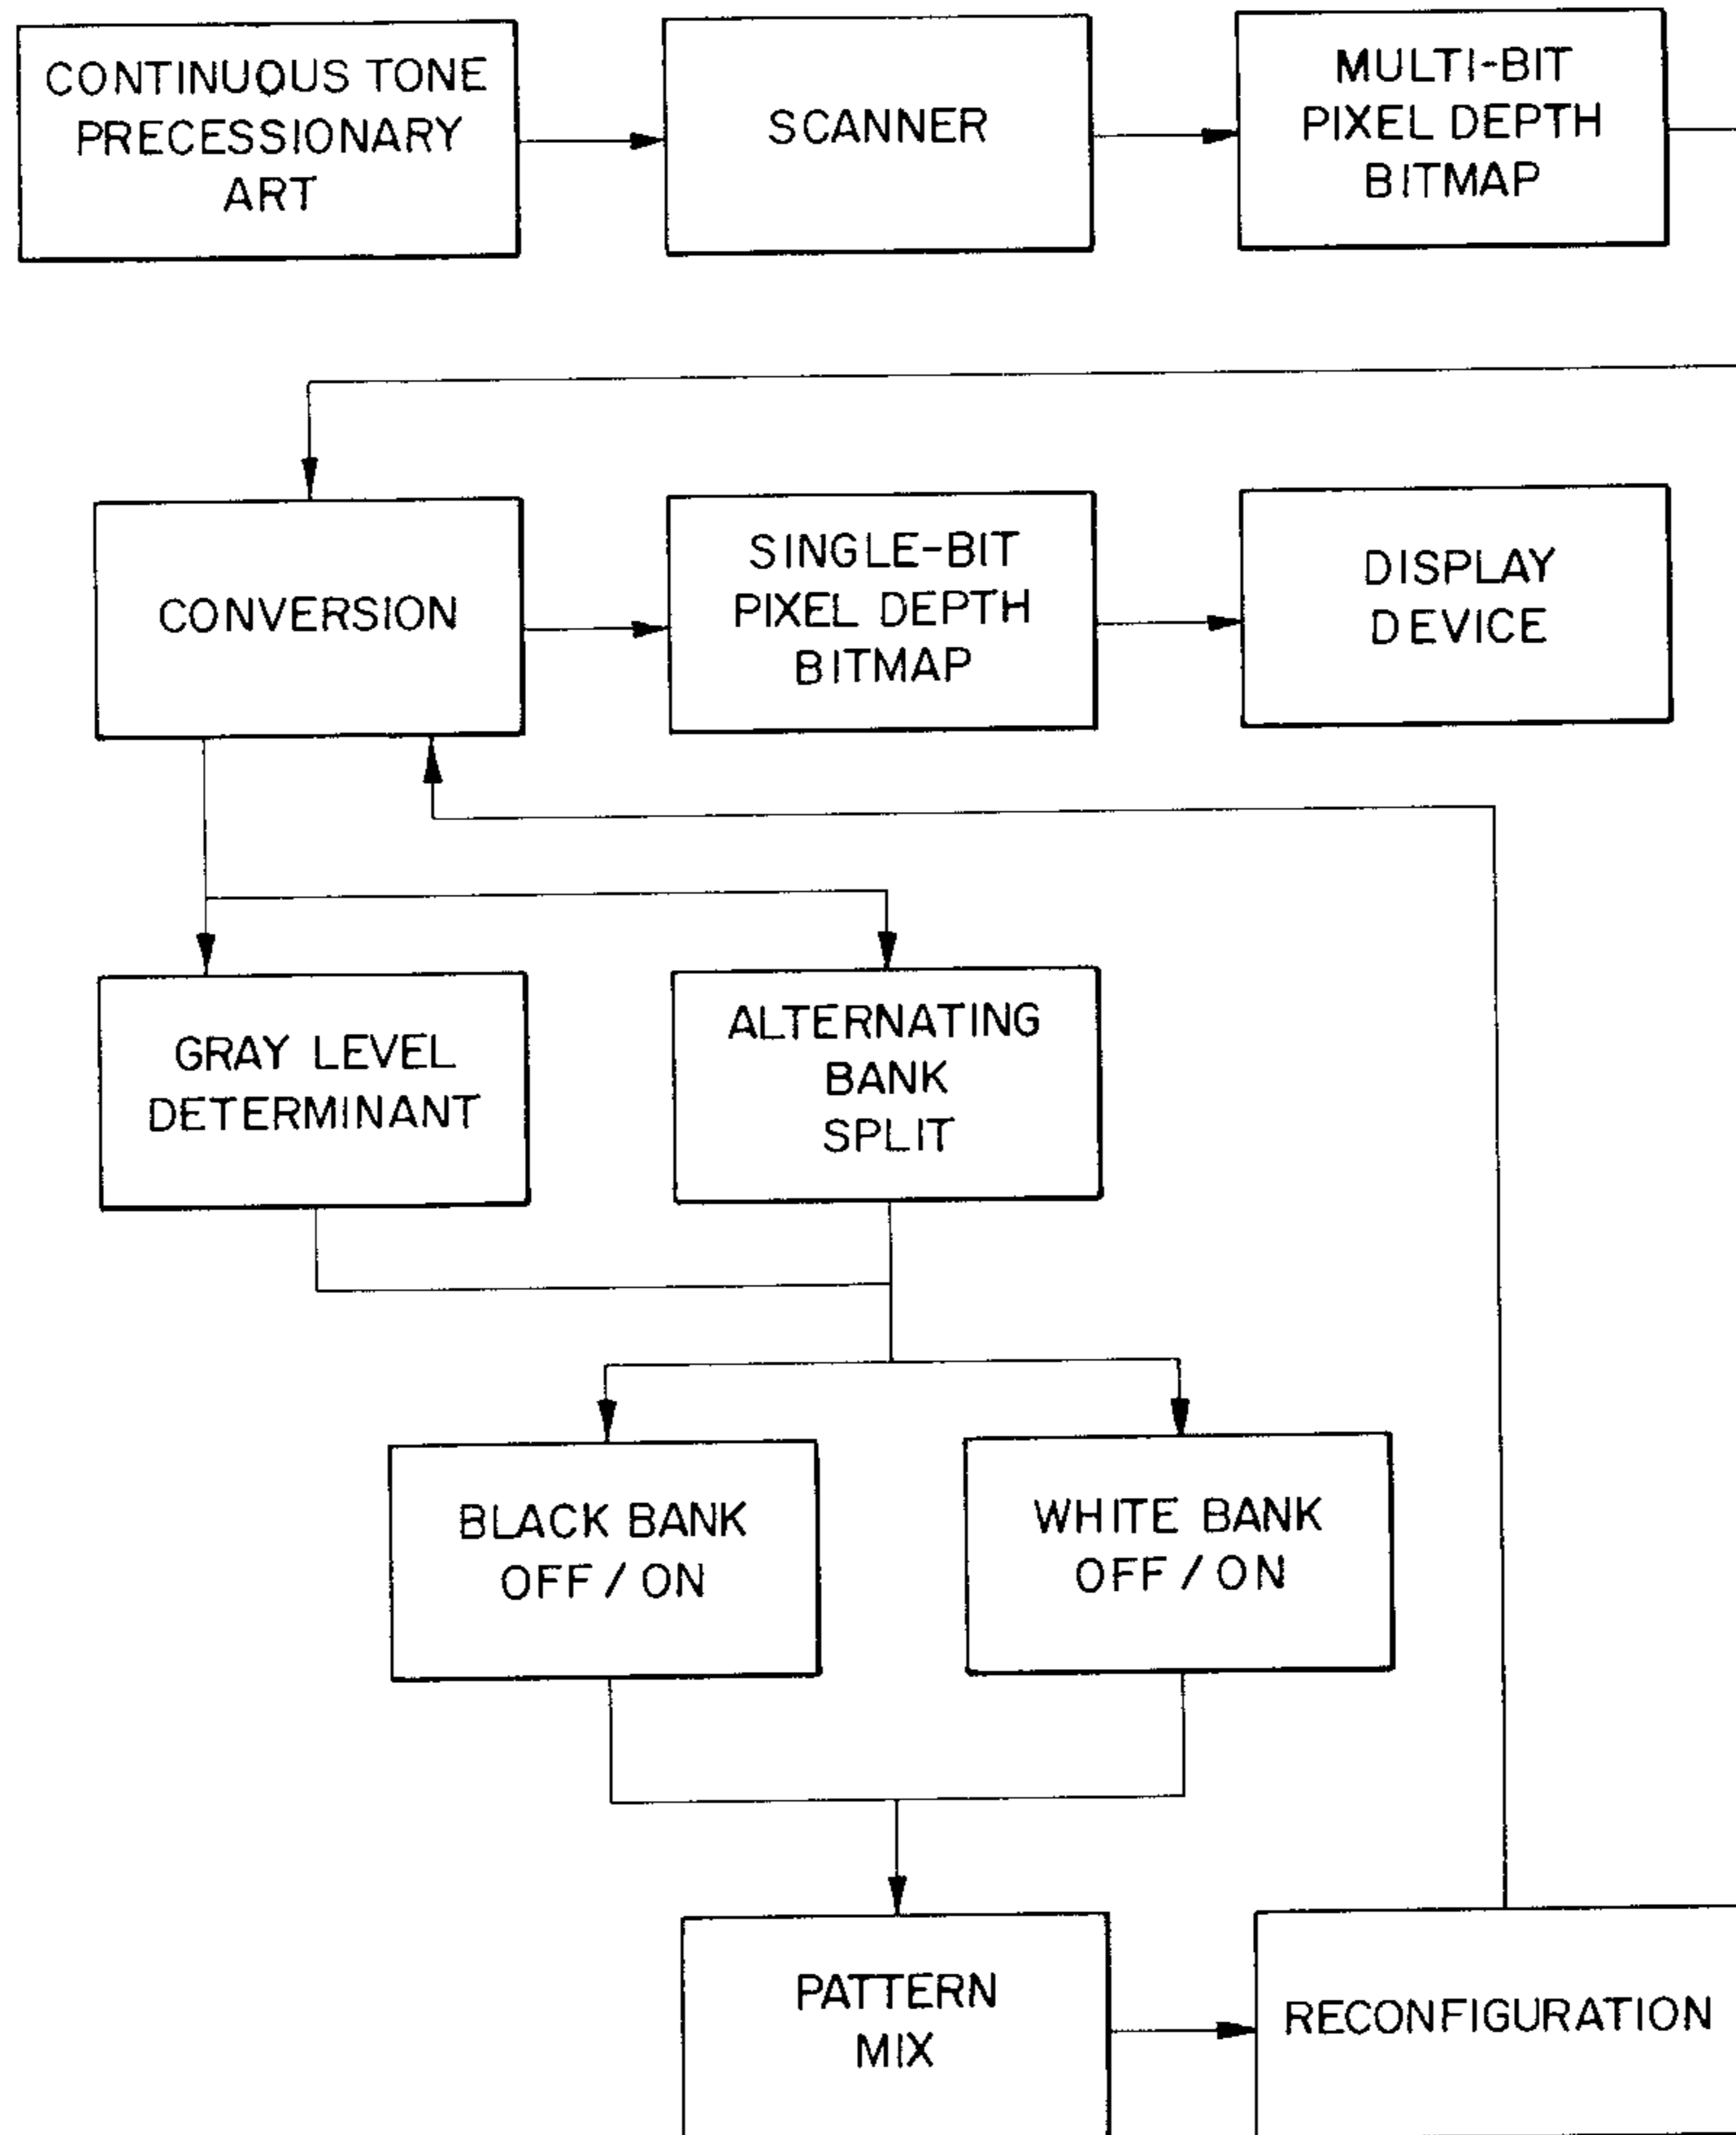 CONTINUOUS TONE
PRECESSIONARY
ART
SCANNER
MULTI-BIT
PIXEL DEPTH
BITMAP
CONVERSION
SINGLE-BIT
PIXEL DEPTH
BITMAP
DISPLAY
DEVICE
GRAY LEVEL
DETERMINANT
ALTERNATING
BANK
SPLIT
BLACK BANK
OFF / ON
WHITE BANK
OFF / ON
PATTERN
MIX
RECONFIGURATION